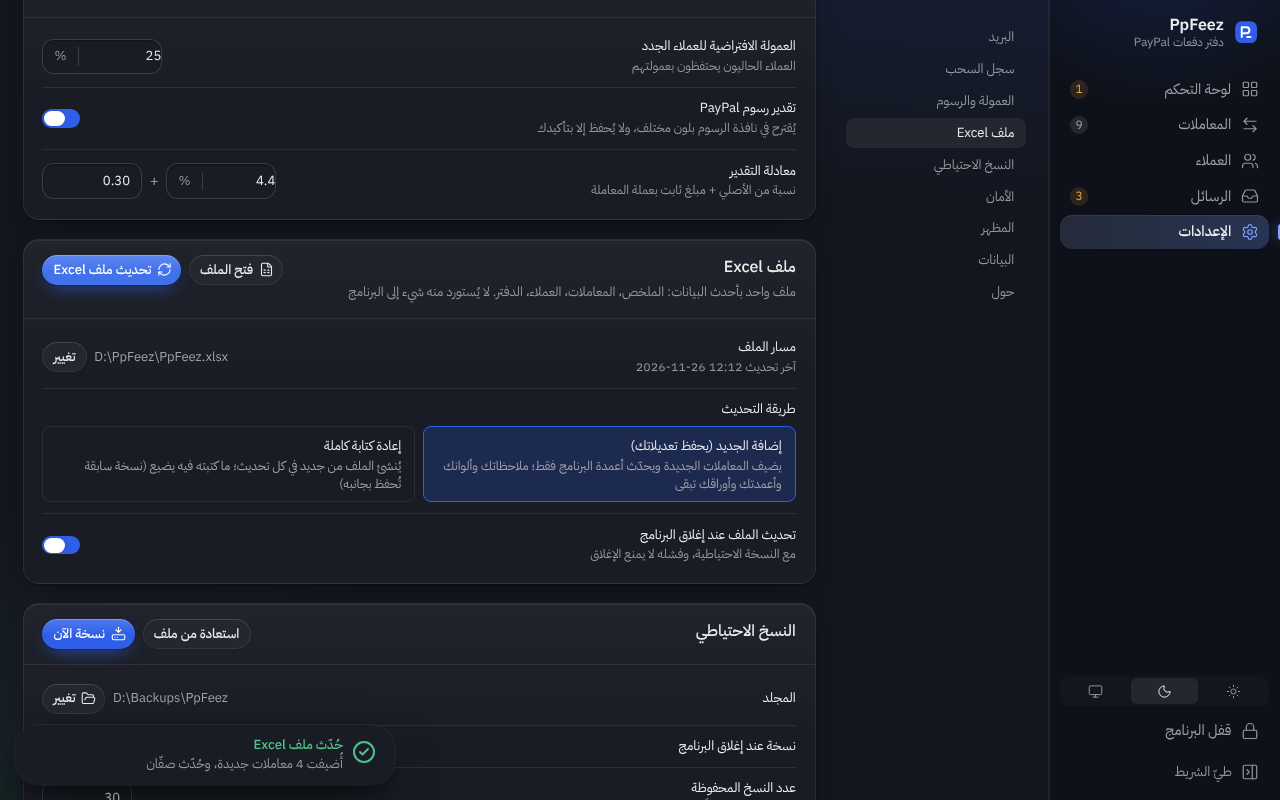 PpFeez
دفتر دفعات PayPal
لوحة التحكم
1
المعاملات
9
العملاء
الرسائل
3
الإعدادات
قفل البرنامج
طيّ الشريط
البريد
سجل السحب
العمولة والرسوم
ملف Excel
النسخ الاحتياطي
الأمان
المظهر
البيانات
حول
العمولة الافتراضية للعملاء الجدد
العملاء الحاليون يحتفظون بعمولتهم
25 %
تقدير رسوم PayPal
يُقترح في نافذة الرسوم بلون مختلف، ولا يُحفظ إلا بتأكيدك
معادلة التقدير
نسبة من الأصلي + مبلغ ثابت بعملة المعاملة
4.4 % + 0.30
ملف Excel
ملف واحد بأحدث البيانات: الملخص، المعاملات، العملاء، الدفتر. لا يُستورد منه شيء إلى البرنامج
فتح الملف
تحديث ملف Excel
مسار الملف
آخر تحديث 12:12 26-11-2026
D:\PpFeez\PpFeez.xlsx
تغيير
طريقة التحديث
إضافة الجديد (يحفظ تعديلاتك)
يضيف المعاملات الجديدة ويحدّث أعمدة البرنامج فقط؛ ملاحظاتك وألوانك
وأعمدتك وأوراقك تبقى
إعادة كتابة كاملة
يُنشئ الملف من جديد في كل تحديث؛ ما كتبته فيه يضيع (نسخة سابقة
تُحفظ بجانبه)
تحديث الملف عند إغلاق البرنامج
مع النسخة الاحتياطية، وفشله لا يمنع الإغلاق
النسخ الاحتياطي
استعادة من ملف
نسخة الآن
المجلد
D:\Backups\PpFeez
تغيير
نسخة عند إغلاق البرنامج
عدد النسخ المحفوظة
30
حُدّث ملف Excel
أُضيفت 4 معاملات جديدة، وحُدّث صفّان